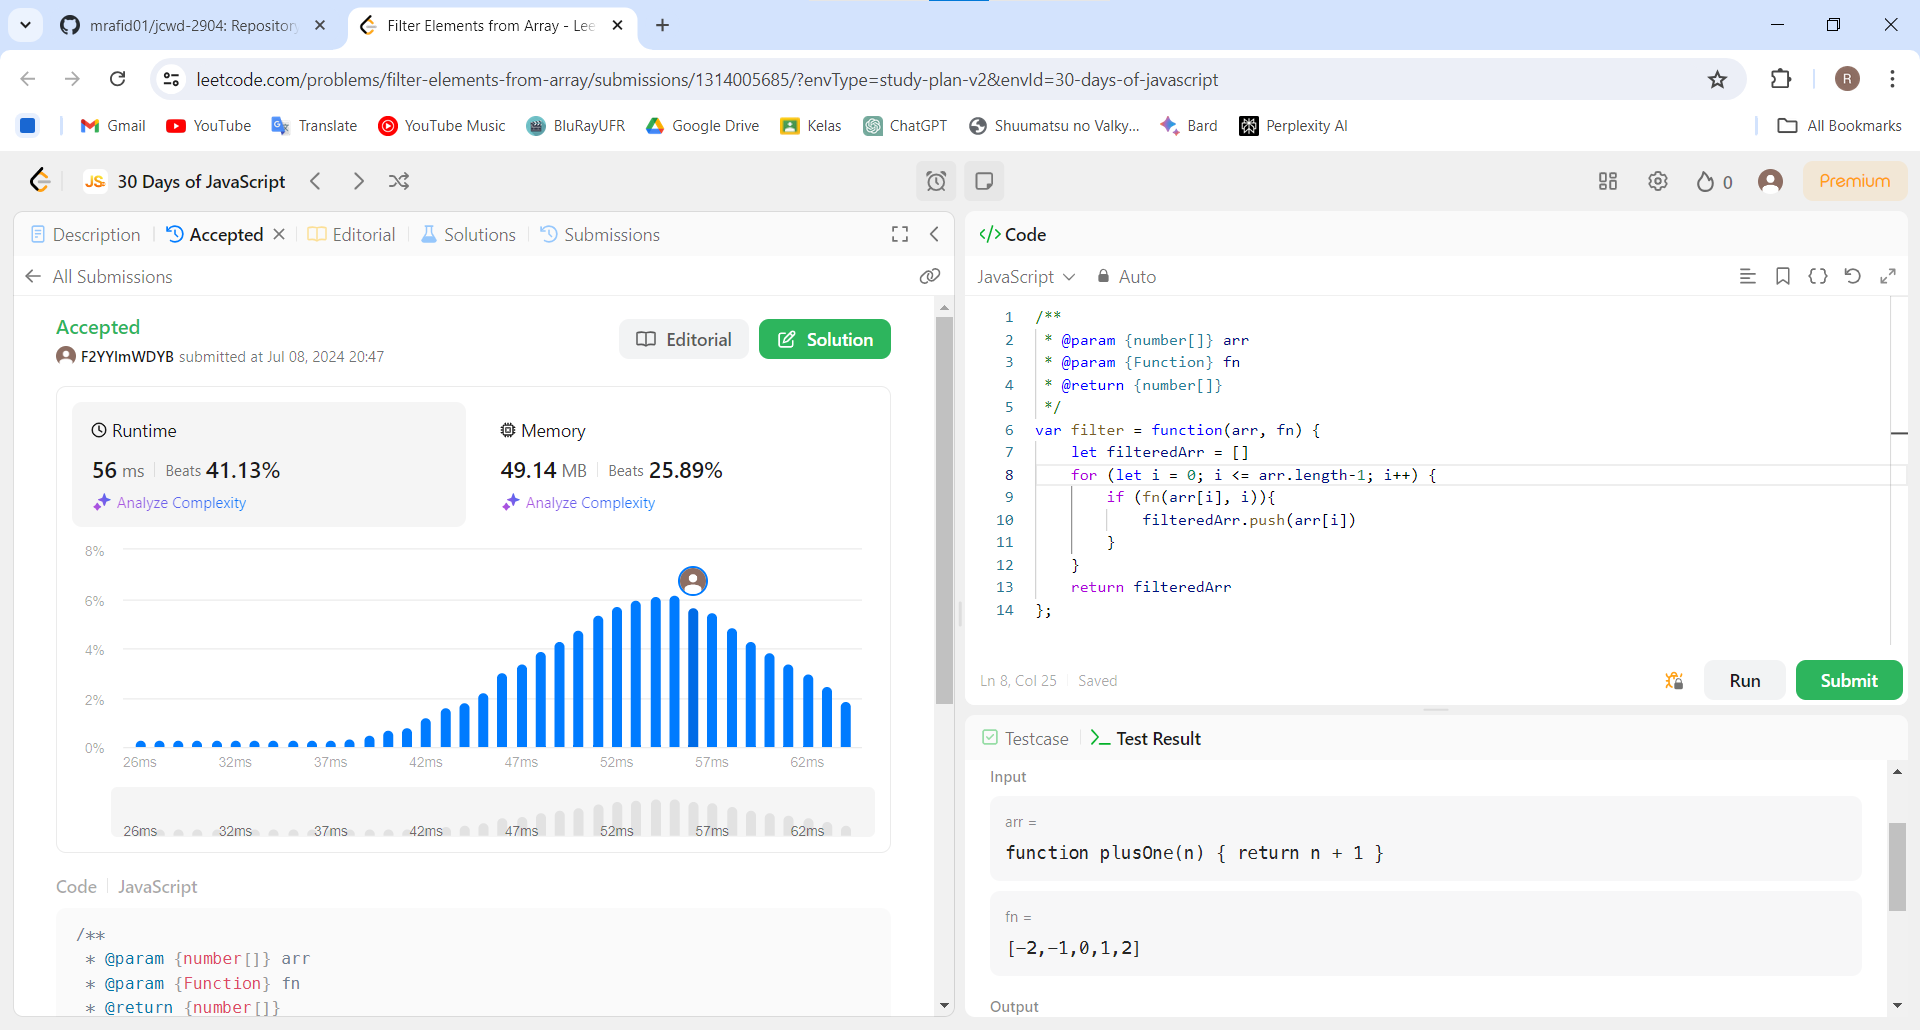 mrafid01/jcwd-2904: Repository
Filter Elements from Array - Lee
leetcode.com/problems/filter-elements-from-array/submissions/1314005685/?envType=study-plan-v2&envId=30-days-of-javascript
R
Gmail
YouTube
Translate
YouTube Music
BluRayUFR
Google Drive
Kelas
ChatGPT
Shuumatsu no Valky...
Bard
Perplexity AI
All Bookmarks
JS
30 Days of JavaScript
0
Premium
Description
Accepted
Editorial
Solutions
Submissions
All Submissions
Accepted
F2YYImWDYB submitted at Jul 08, 2024 20:47
Editorial
Solution
Runtime
56 ms
Beats 41.13%
Analyze Complexity
Memory
49.14 MB
Beats 25.89%
Analyze Complexity
8%
6%
4%
2%
0%
26ms 32ms 37ms 42ms 47ms 52ms 57ms 62ms
26ms 32ms 37ms 42ms 47ms 52ms 57ms 62ms
Code
JavaScript
/**
* @param {number[]} arr
* @param {Function} fn
* @return {number[]}
</> Code
JavaScript
Auto
1 /**
2 * @param {number[]} arr
3 * @param {Function} fn
4 * @return {number[]}
5 */
6 var filter = function(arr, fn) {
7 let filteredArr = []
8 for (let i = 0; i <= arr.length-1; i++) {
9 if (fn(arr[i], i)){
10 filteredArr.push(arr[i])
11 }
12 }
13 return filteredArr
14 };
Ln 8, Col 25
Saved
Run
Submit
Testcase
Test Result
Input
arr =
function plusOne(n) { return n + 1 }
fn =
[-2,-1,0,1,2]
Output